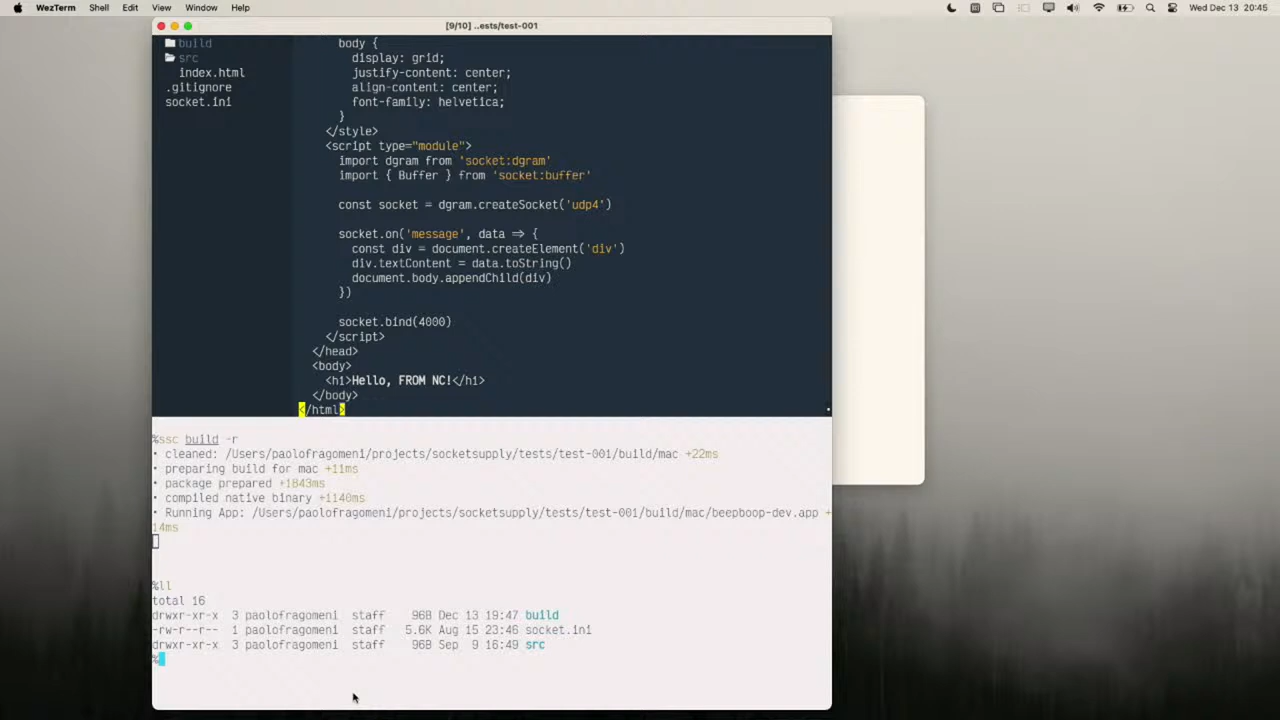 WezTerm Shell Edit View Window Help Wed Dec 13 20:45
[9/10] ..ests/test-001
build
src
index.html
.gitignore
socket.ini
body {
display: grid;
justify-content: center;
align-content: center;
font-family: helvetica;
}
</style>
<script type="module">
import dgram from 'socket:dgram'
import { Buffer } from 'socket:buffer'
const socket = dgram.createSocket('udp4')
socket.on('message', data => {
const div = document.createElement('div')
div.textContent = data.toString()
document.body.appendChild(div)
})
socket.bind(4000)
</script>
</head>
<body>
<h1>Hello, FROM NC!</h1>
</body>
</html>
%ssc build -r
• cleaned: /Users/paolofragomeni/projects/socketsupply/tests/test-001/build/mac +22ms
• preparing build for mac +11ms
• package prepared +1843ms
• compiled native binary +1140ms
• Running App: /Users/paolofragomeni/projects/socketsupply/tests/test-001/build/mac/beepboop-dev.app +
14ms
%ll
total 16
drwxr-xr-x 3 paolofragomeni staff 96B Dec 13 19:47 build
-rw-r--r-- 1 paolofragomeni staff 5.6K Aug 15 23:46 socket.ini
drwxr-xr-x 3 paolofragomeni staff 96B Sep 9 16:49 src
%